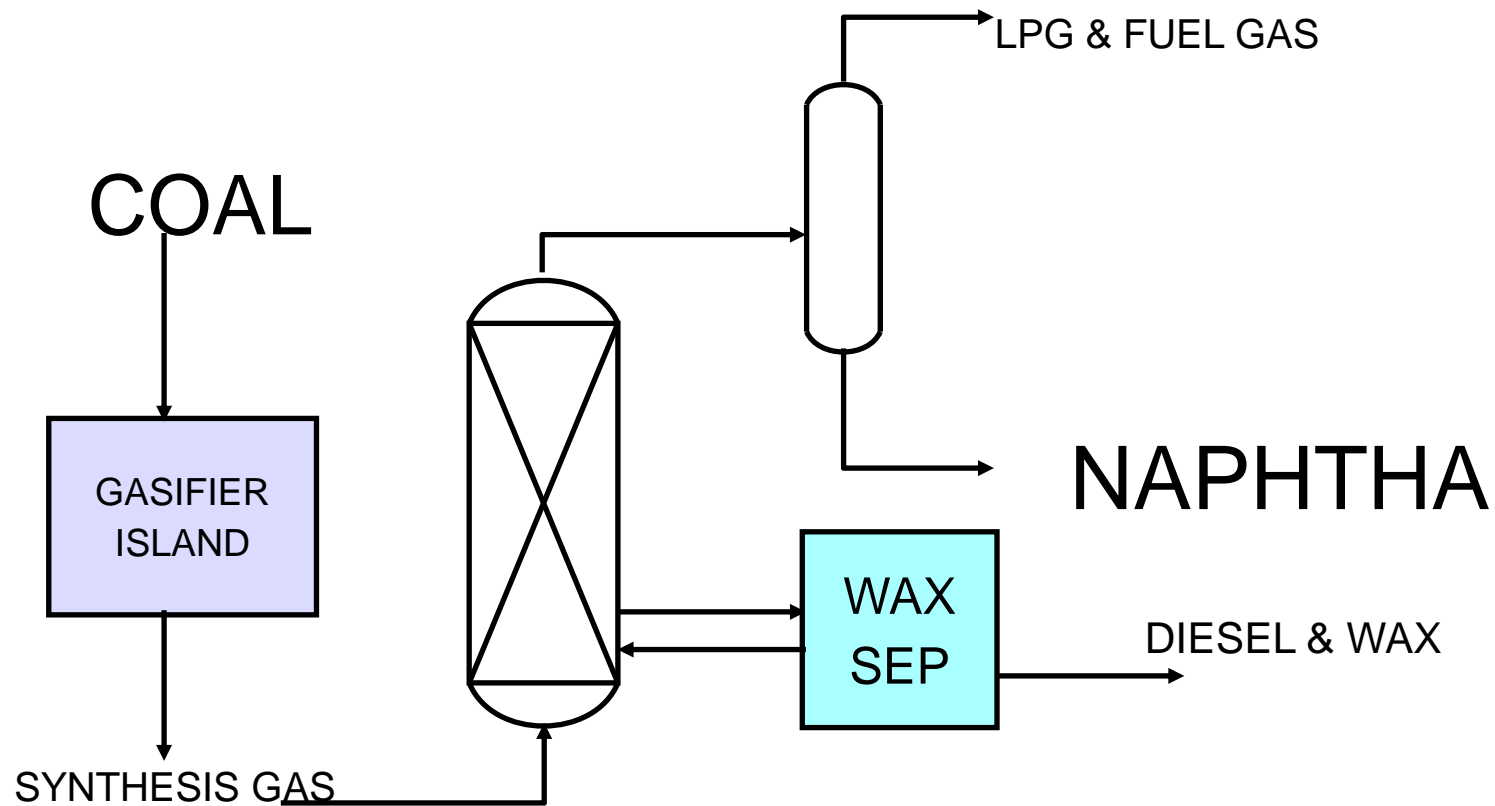 LPG & FUEL GAS
COAL
NAPHTHA
GASIFIER
ISLAND
WAX
SEP
DIESEL & WAX
SYNTHESIS GAS